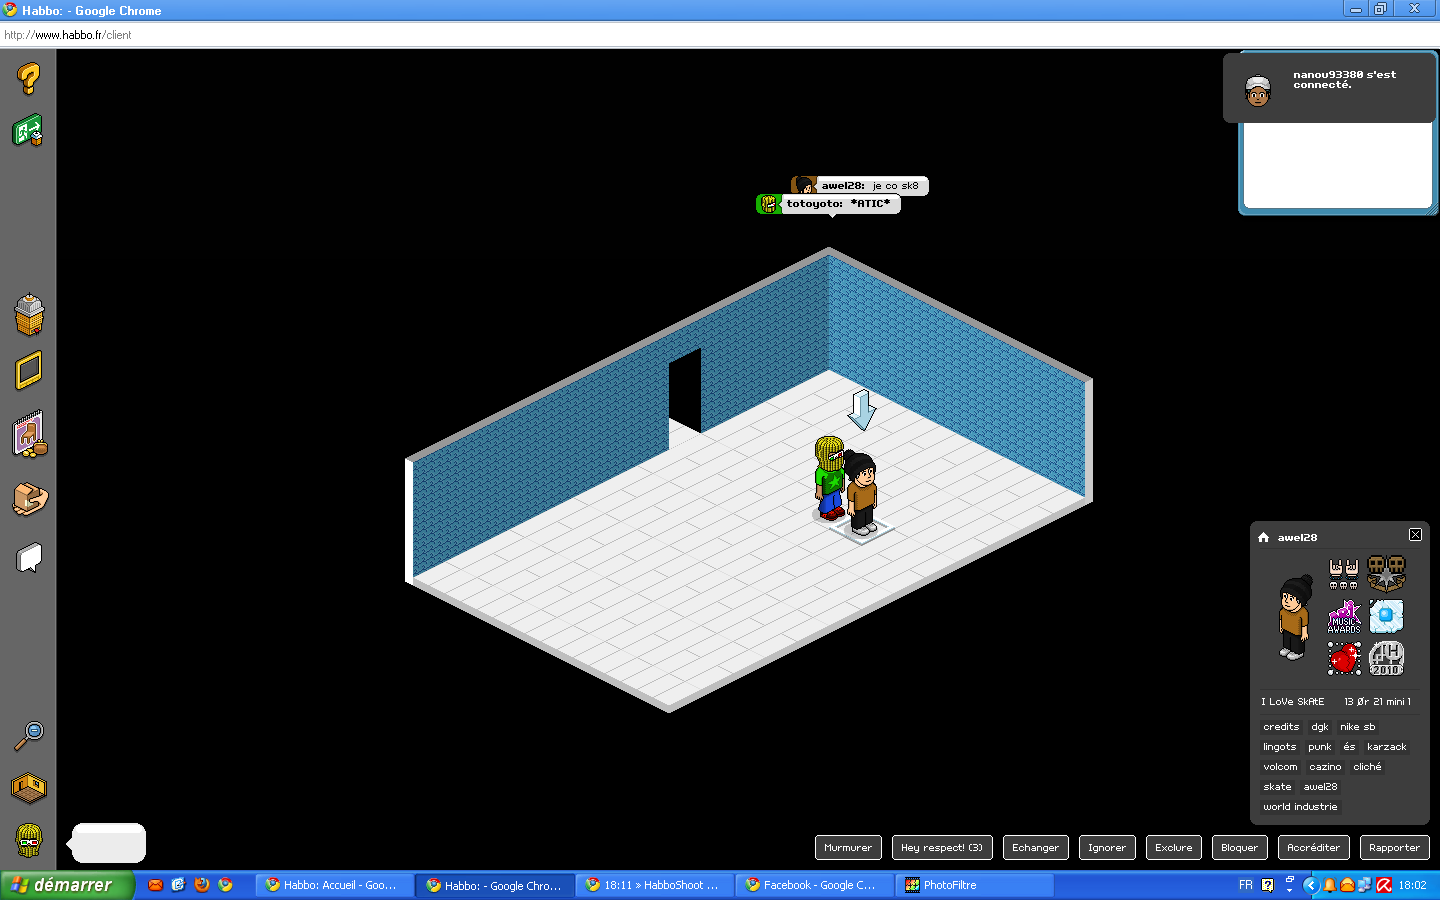 Habbo: - Google Chrome
http://www.habbo.fr/client
nanou93380 s'est
connecté.
awel28: je co sk8
totoyoto: *ATIC*
awel28
MUSIC
AWARDS
2010
I LoVe SkAtE 13 Ør 21 mini !
credits dgk nike sb
lingots punk és karzack
volcom cazino cliché
skate awel28
world industrie
Murmurer Hey respect! (3) Echanger Ignorer Exclure Bloquer Accréditer Rapporter
démarrer Habbo: Accueil - Goo... Habbo: - Google Chro... 18:11 » HabboShoot ... Facebook - Google C... PhotoFiltre FR 18:02